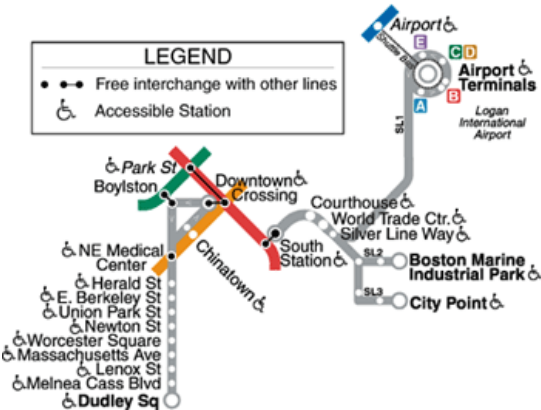 Airport
Shuttle Bus
E
C
D
Airport
Terminals
B
A
Logan
International
Airport
SL1
LEGEND
Free interchange with other lines
Accessible Station
Park St
Boylston
Downtown
Crossing
Courthouse
World Trade Ctr.
Silver Line Way
South
Station
SL2
Boston Marine
Industrial Park
SL3
City Point
NE Medical
Center
Chinatown
Herald St
E. Berkeley St
Union Park St
Newton St
Worcester Square
Massachusetts Ave
Lenox St
Melnea Cass Blvd
Dudley Sq